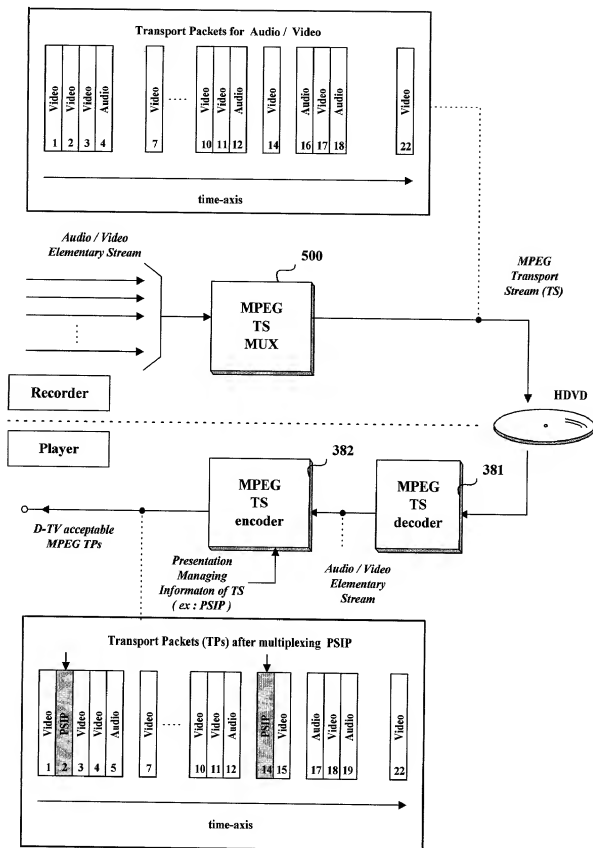 Transport Packets for Audio / Video
Video Video Video Audio Video Video Video Audio Video Audio Video Audio Video
1 2 3 4 7 10 11 12 14 16 17 18 22
time-axis
Audio / Video
Elementary Stream
500
MPEG
TS
MUX
MPEG
Transport
Stream (TS)
Recorder
HDVD
Player
382
MPEG
TS
encoder
381
MPEG
TS
decoder
D-TV acceptable
MPEG TPs
Presentation
Managing
Informaton of TS
( ex : PSIP )
Audio / Video
Elementary
Stream
Transport Packets (TPs) after multiplexing PSIP
Video PSIP Video Video Audio Video Video Video Audio PSIP Video Audio Video Audio Video
1 2 3 4 5 7 10 11 12 14 15 17 18 19 22
time-axis